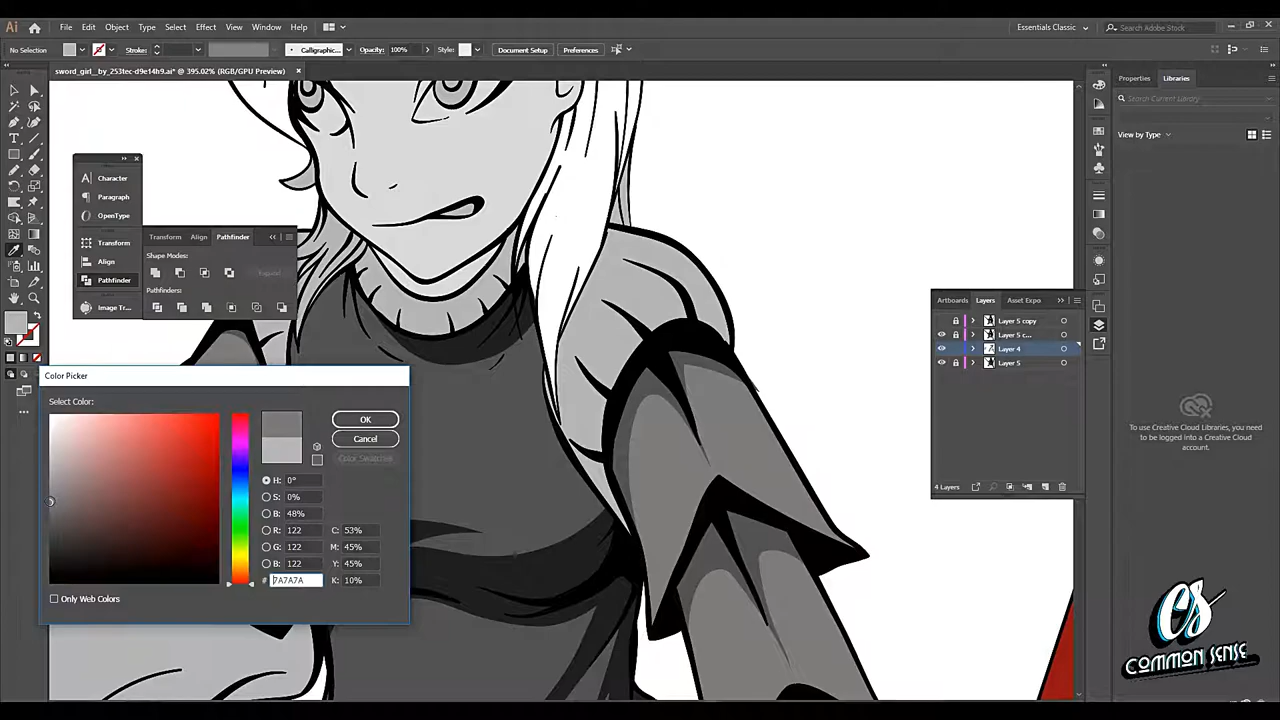 Ai File Edit Object Type Select Effect View Window Help Essentials Classic Search Adobe Stock
No Selection Stroke: Calligraphic... Opacity: 100% Style: Document Setup Preferences
sword_girl__by_253tec-d9e14h9.ai* @ 395.02% (RGB/GPU Preview) ×
Properties Libraries
Search Current Library
View by Type
Character
Paragraph
OpenType
Transform
Align
Pathfinder
Image Tr...
Transform Align Pathfinder
Shape Modes:
Expand
Pathfinders:
Color Picker
Select Color:
OK
Cancel
Color Swatches
H: 0°
S: 0%
B: 48%
R: 122 C: 53%
G: 122 M: 45%
B: 122 Y: 45%
# 7A7A7A K: 10%
Only Web Colors
Artboards Layers Asset Expo
Layer 5 copy
Layer 5 c...
Layer 4
Layer 5
4 Layers
To use Creative Cloud Libraries, you
need to be logged into a Creative
Cloud account.
CS
COMMON SENSE